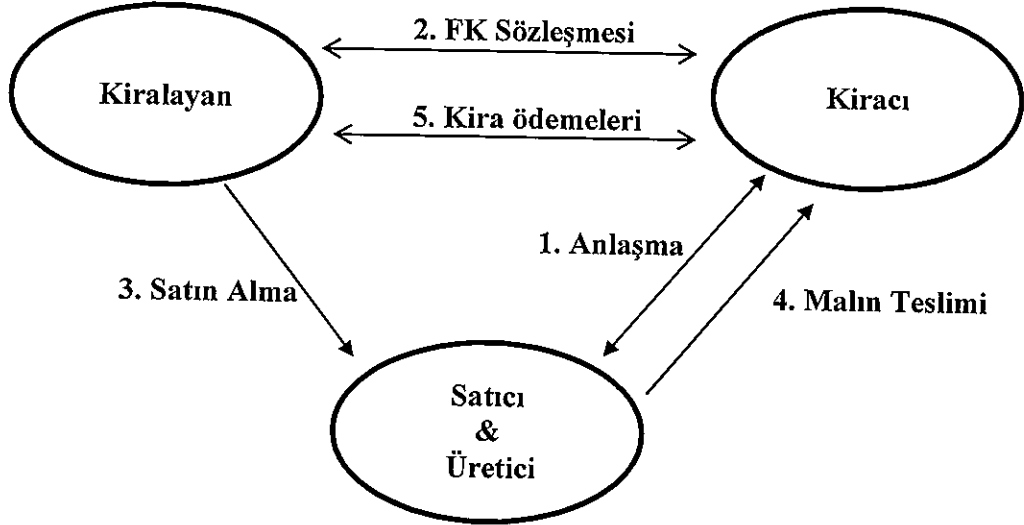 2. FK Sözleşmesi
Kiralayan
Kiracı
5. Kira ödemeleri
1. Anlaşma
3. Satın Alma
4. Malın Teslimi
Satıcı
&
Üretici